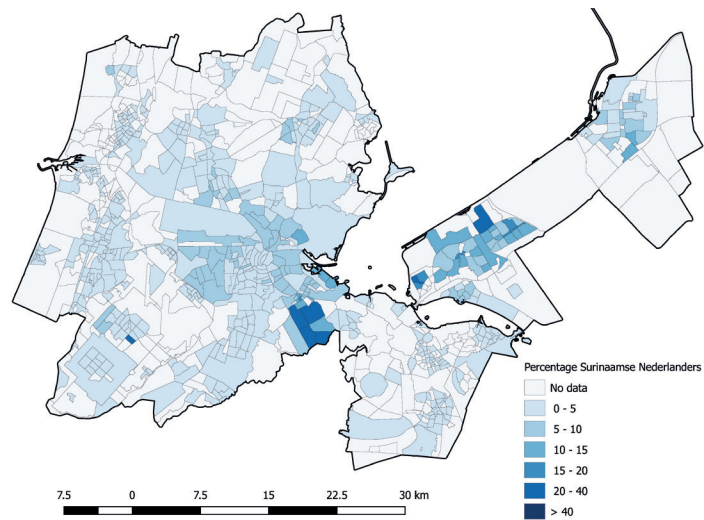 Percentage Surinaamse Nederlanders
No data
0 - 5
5 - 10
10 - 15
15 - 20
20 - 40
> 40
7.5 0 7.5 15 22.5 30 km